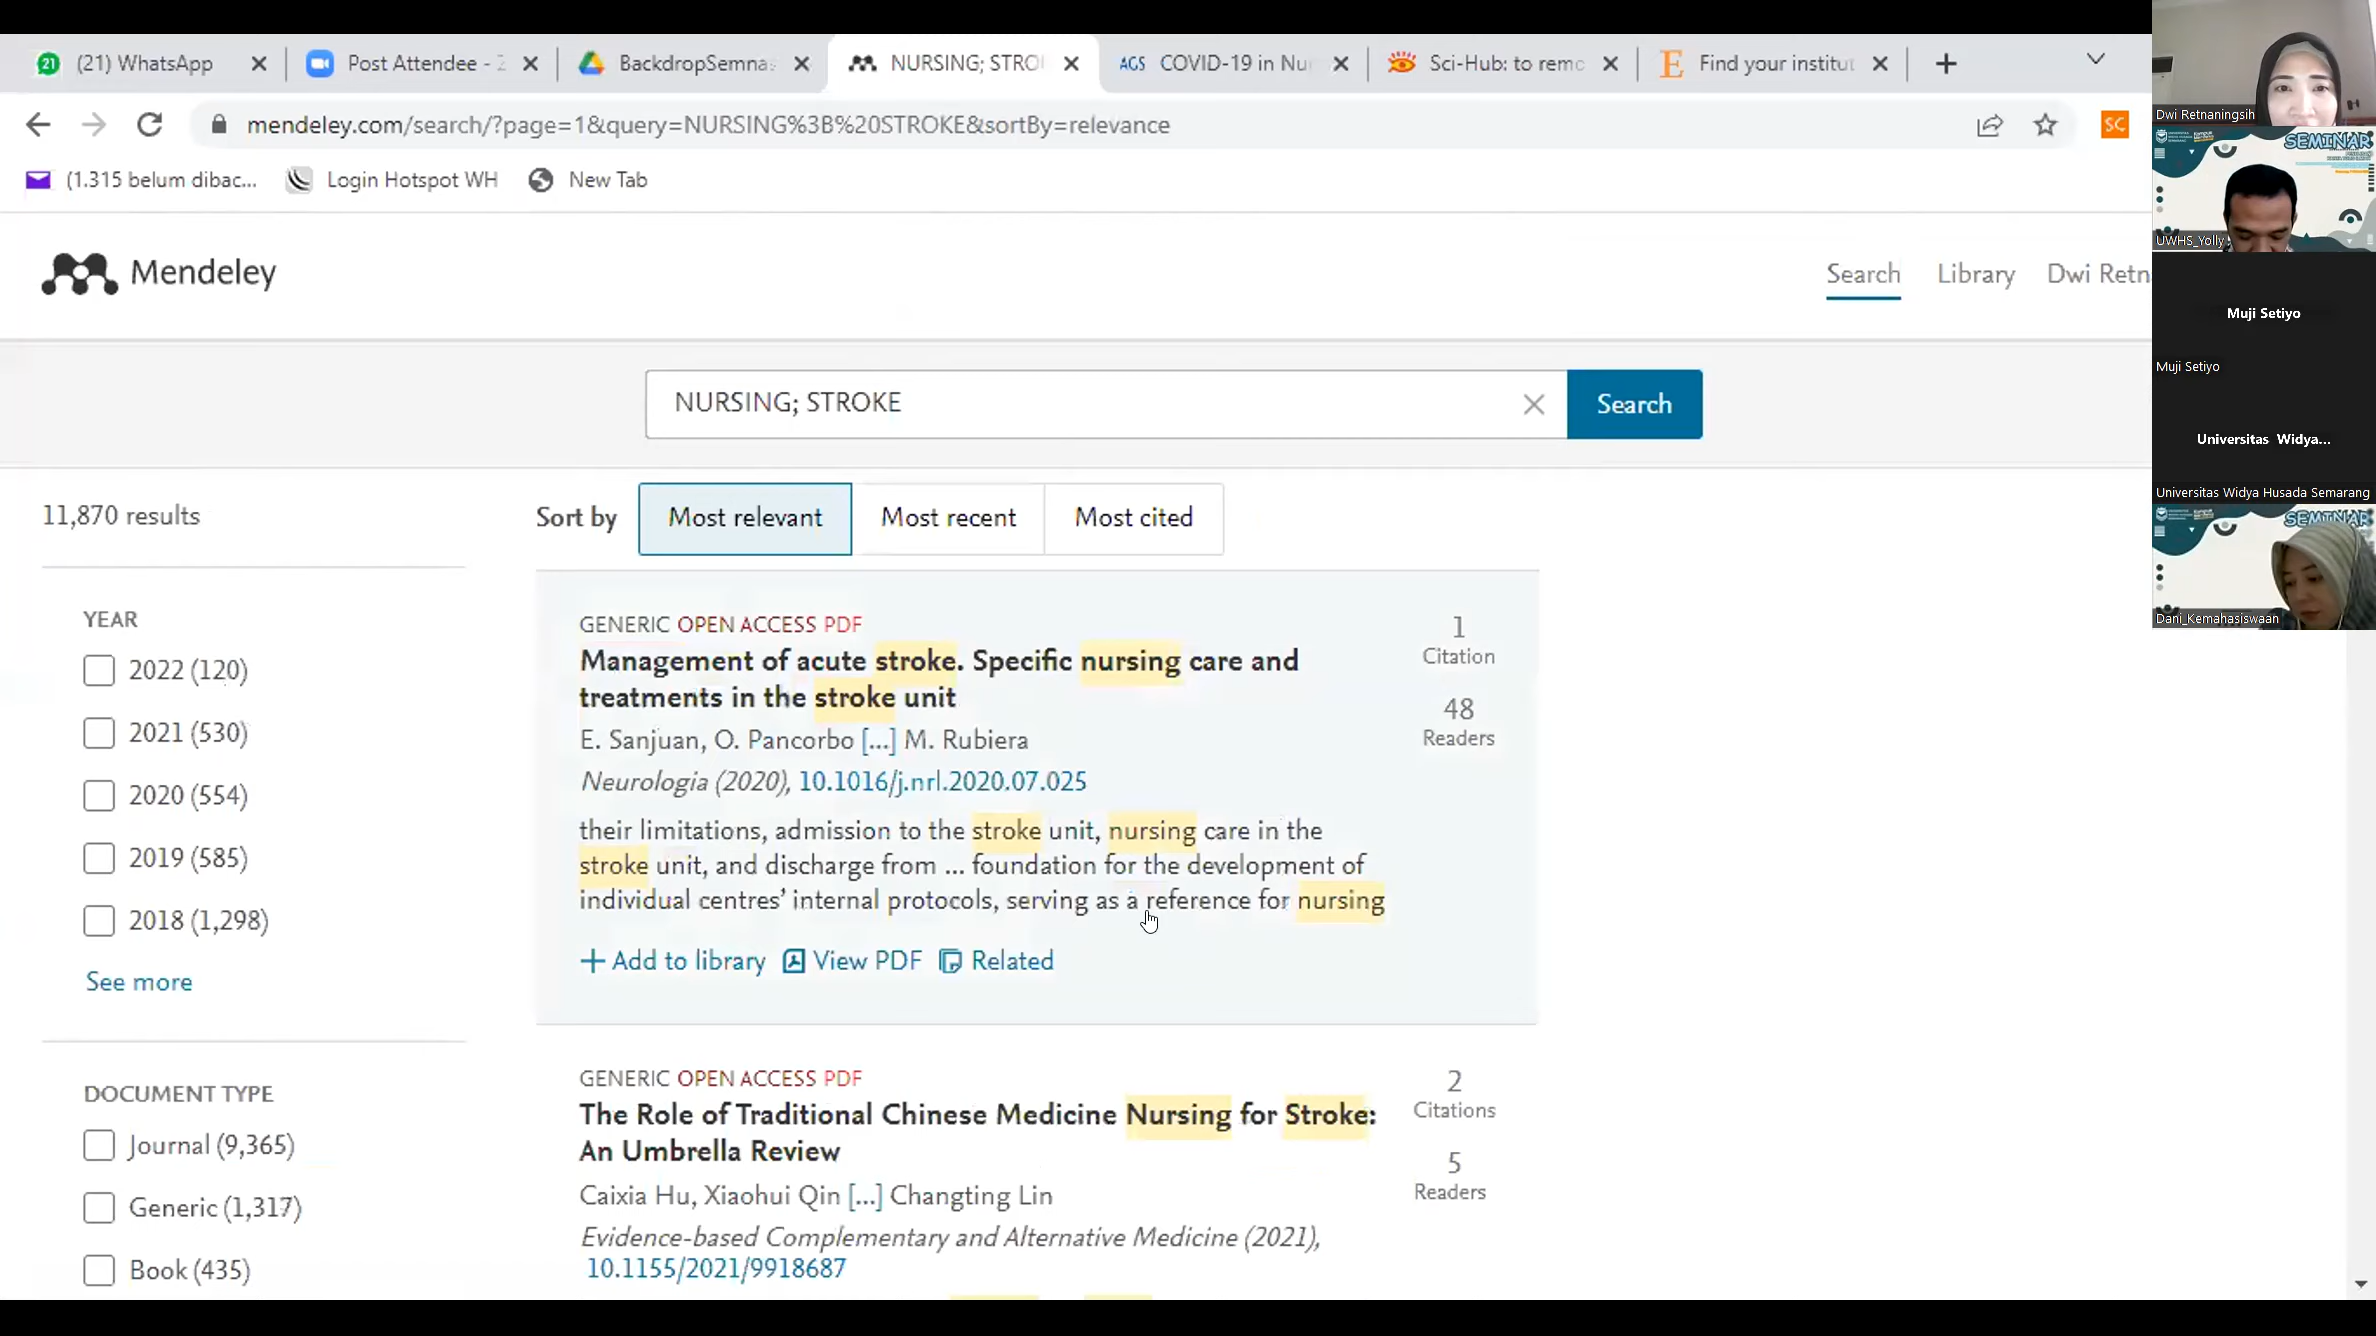 21 (21) WhatsApp
Post Attendee - 2
BackdropSemnas
NURSING; STRO
AGS COVID-19 in Nu
Sci-Hub: to remo
E Find your institut
mendeley.com/search/?page=1&query=NURSING%3B%20STROKE&sortBy=relevance
SC
(1.315 belum dibac...
Login Hotspot WH
New Tab
Mendeley
Search
Library
Dwi Retn
NURSING; STROKE
Search
11,870 results
YEAR
2022 (120)
2021 (530)
2020 (554)
2019 (585)
2018 (1,298)
See more
DOCUMENT TYPE
Journal (9,365)
Generic (1,317)
Book (435)
Sort by
Most relevant
Most recent
Most cited
GENERIC OPEN ACCESS PDF
Management of acute stroke. Specific nursing care and
treatments in the stroke unit
E. Sanjuan, O. Pancorbo [...] M. Rubiera
Neurologia (2020), 10.1016/j.nrl.2020.07.025
their limitations, admission to the stroke unit, nursing care in the
stroke unit, and discharge from ... foundation for the development of
individual centres’ internal protocols, serving as a reference for nursing
Add to library
View PDF
Related
1
Citation
48
Readers
GENERIC OPEN ACCESS PDF
The Role of Traditional Chinese Medicine Nursing for Stroke:
An Umbrella Review
Caixia Hu, Xiaohui Qin [...] Changting Lin
Evidence-based Complementary and Alternative Medicine (2021),
10.1155/2021/9918687
2
Citations
5
Readers
Dwi Retnaningsih
SEMINAR
UWHS_Yolly
Muji Setiyo
Muji Setiyo
Universitas Widya...
Universitas Widya Husada Semarang
SEMINAR
Dani_Kemahasiswaan